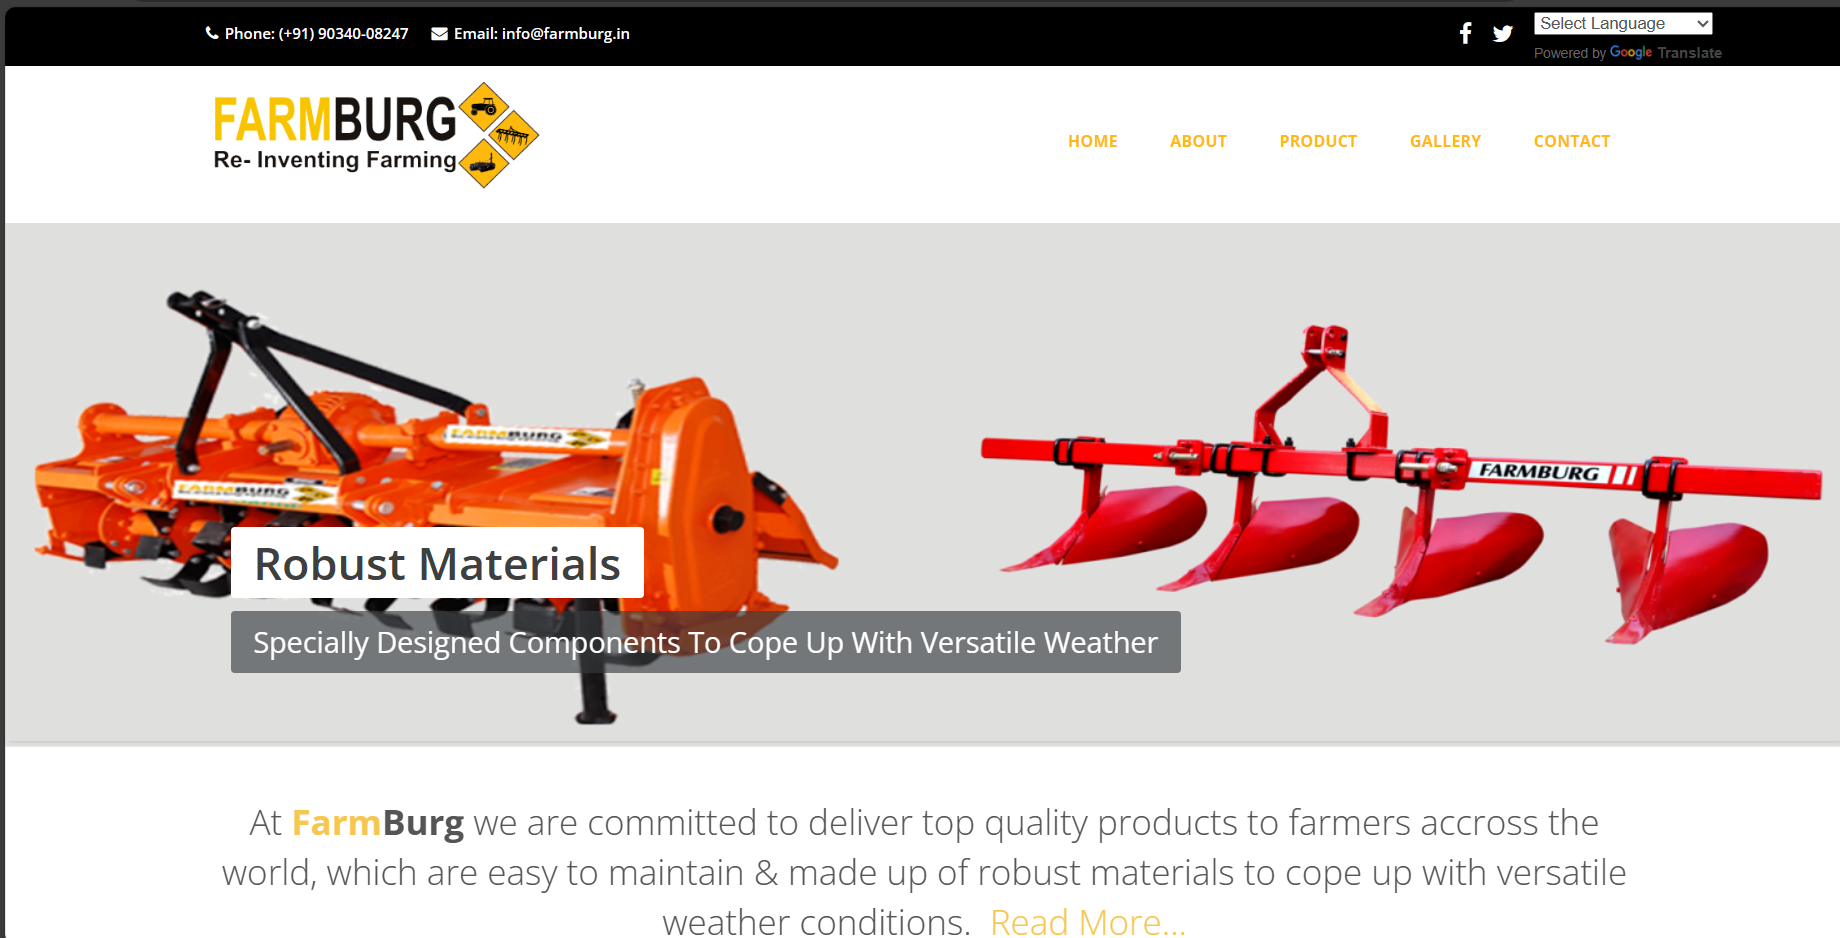 Phone: (+91) 90340-08247 Email: info@farmburg.in
Select Language
Powered by Google Translate
FARMBURG
Re- Inventing Farming
HOME ABOUT PRODUCT GALLERY CONTACT
FARMBURG
FARMBURG
FARMBURG
Robust Materials
Specially Designed Components To Cope Up With Versatile Weather
At FarmBurg we are committed to deliver top quality products to farmers accross the
world, which are easy to maintain & made up of robust materials to cope up with versatile
weather conditions. Read More...